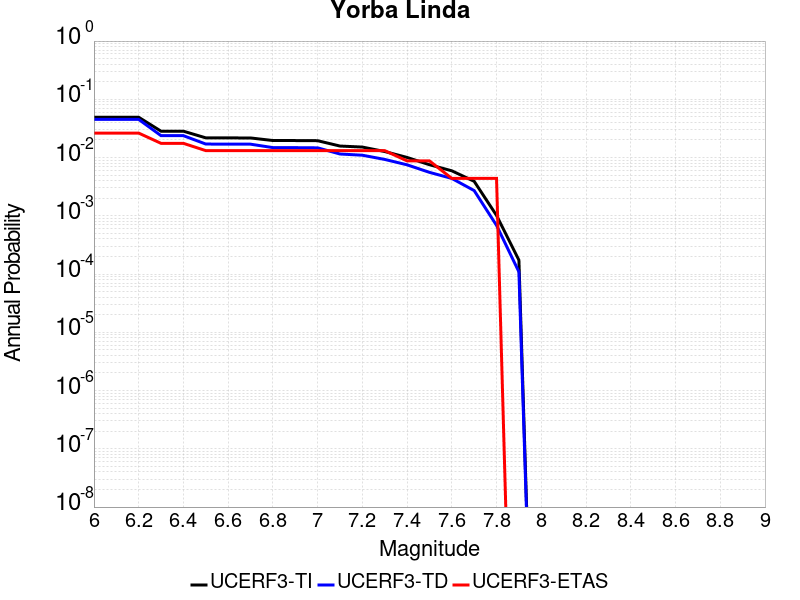 Yorba Linda
10^0
10^-1
10^-2
10^-3
10^-4
10^-5
10^-6
10^-7
10^-8
Annual Probability
6 6.2 6.4 6.6 6.8 7 7.2 7.4 7.6 7.8 8 8.2 8.4 8.6 8.8 9
Magnitude
UCERF3-TI UCERF3-TD UCERF3-ETAS